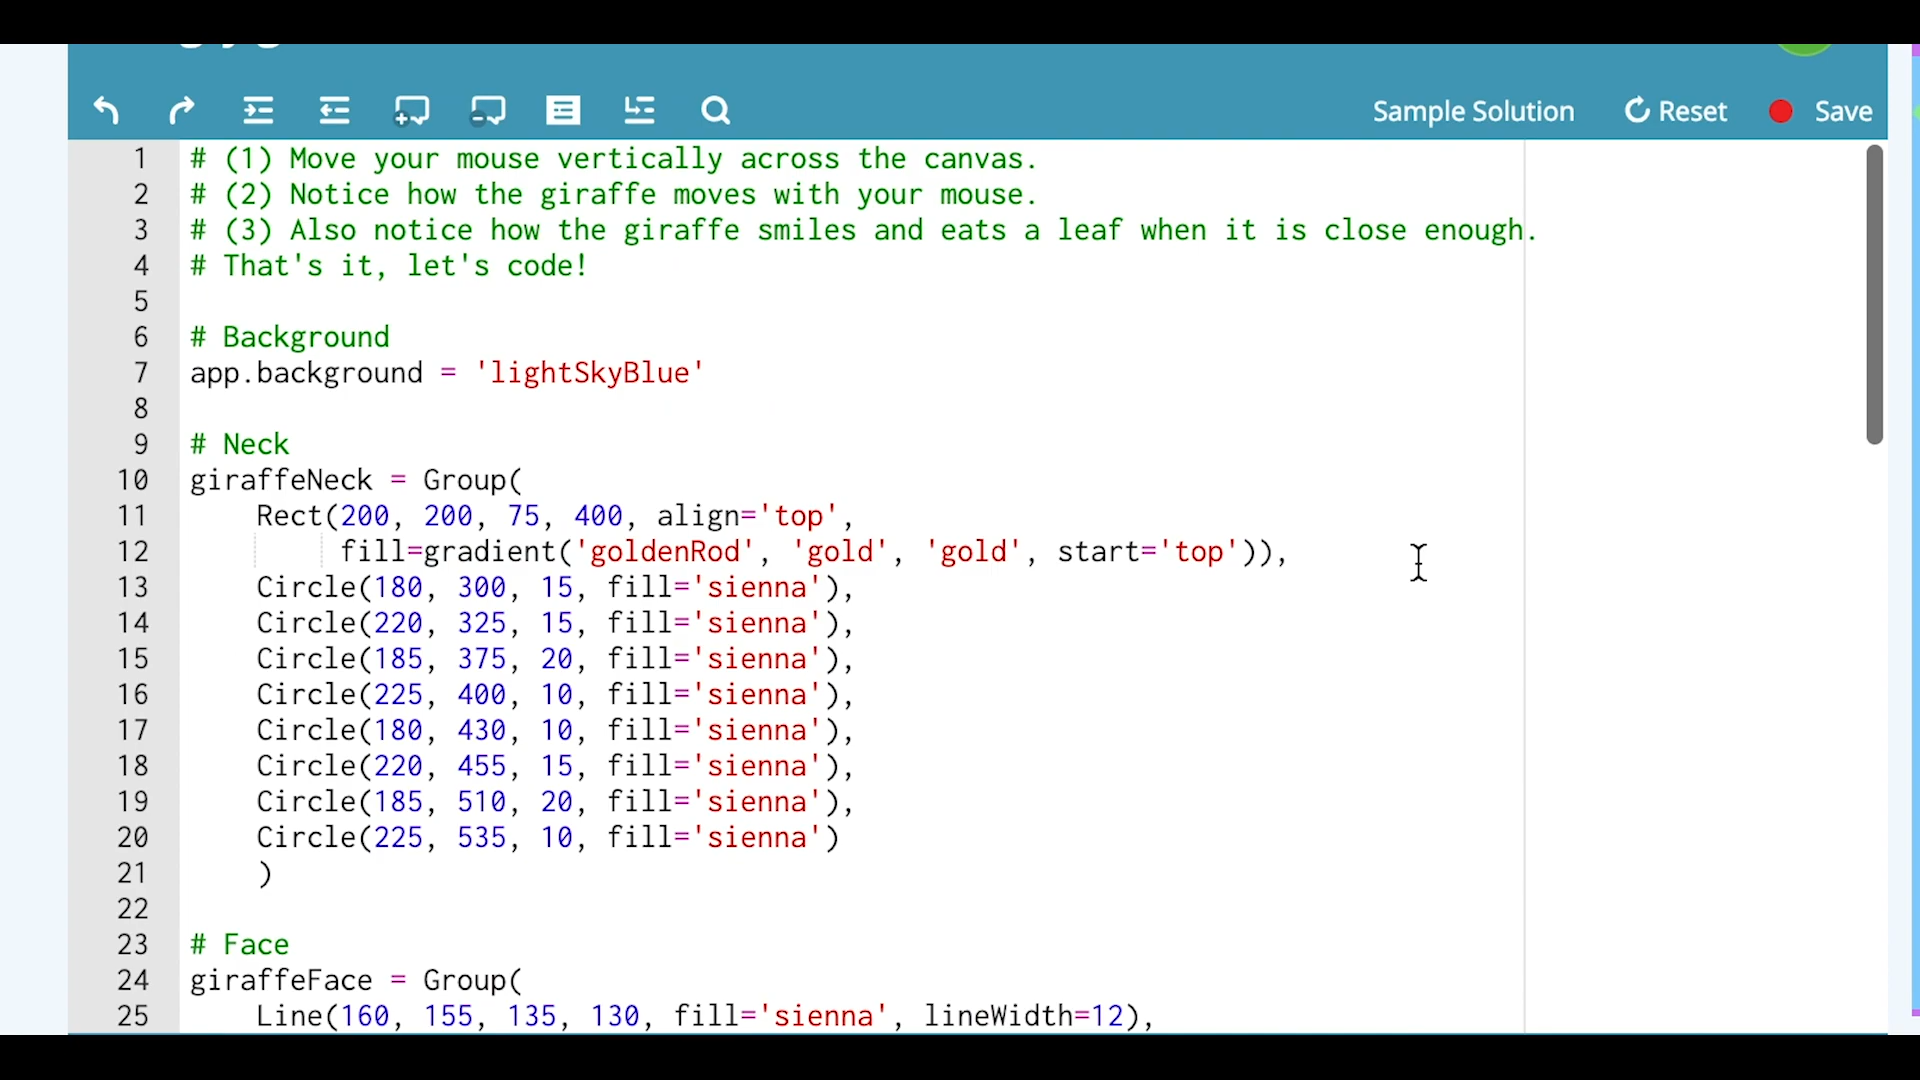 Sample Solution Reset Save
1 # (1) Move your mouse vertically across the canvas.
2 # (2) Notice how the giraffe moves with your mouse.
3 # (3) Also notice how the giraffe smiles and eats a leaf when it is close enough.
4 # That's it, let's code!
5
6 # Background
7 app.background = 'lightSkyBlue'
8
9 # Neck
10 giraffeNeck = Group(
11     Rect(200, 200, 75, 400, align='top',
12          fill=gradient('goldenRod', 'gold', 'gold', start='top')),
13     Circle(180, 300, 15, fill='sienna'),
14     Circle(220, 325, 15, fill='sienna'),
15     Circle(185, 375, 20, fill='sienna'),
16     Circle(225, 400, 10, fill='sienna'),
17     Circle(180, 430, 10, fill='sienna'),
18     Circle(220, 455, 15, fill='sienna'),
19     Circle(185, 510, 20, fill='sienna'),
20     Circle(225, 535, 10, fill='sienna')
21     )
22
23 # Face
24 giraffeFace = Group(
25     Line(160, 155, 135, 130, fill='sienna', lineWidth=12),